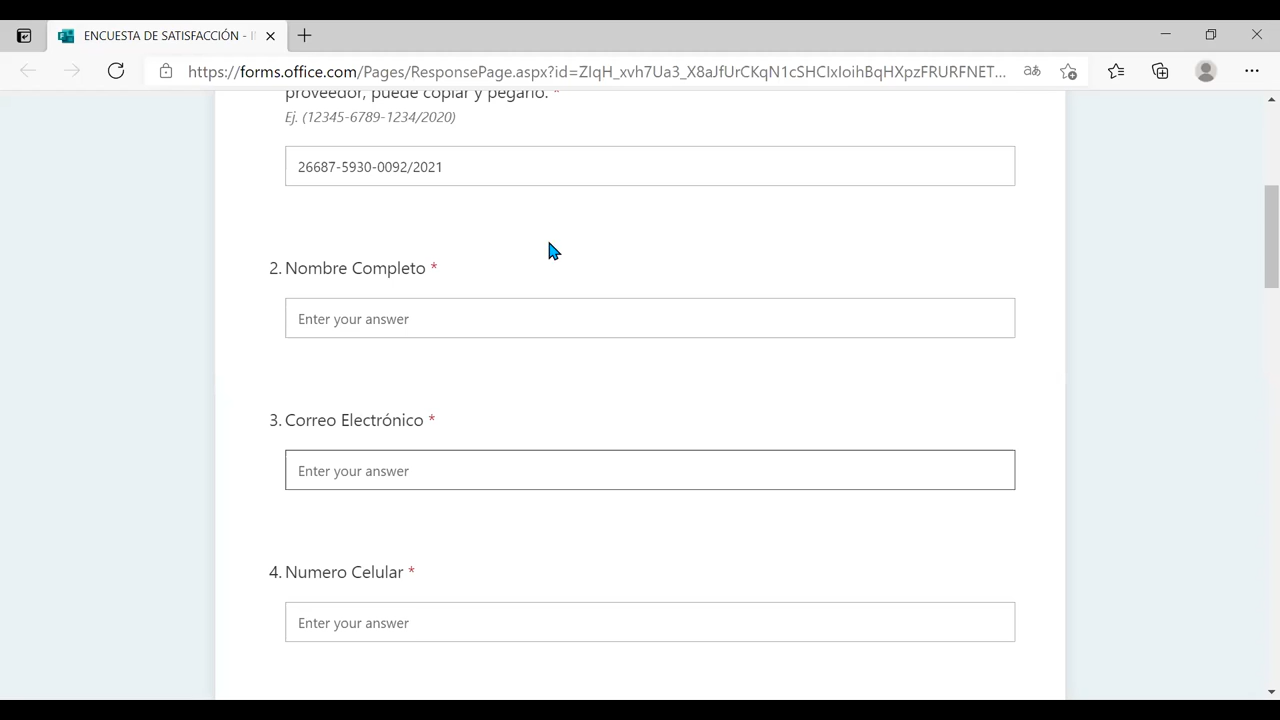 ENCUESTA DE SATISFACCIÓN -
https://forms.office.com/Pages/ResponsePage.aspx?id=ZIqH_xvh7Ua3_X8aJfUrCKqN1cSHCIxIoihBqHXpzFRURFNET...
proveedor, puede copiar y pegarlo. *
Ej. (12345-6789-1234/2020)
26687-5930-0092/2021
2. Nombre Completo *
Enter your answer
3. Correo Electrónico *
Enter your answer
4. Numero Celular *
Enter your answer